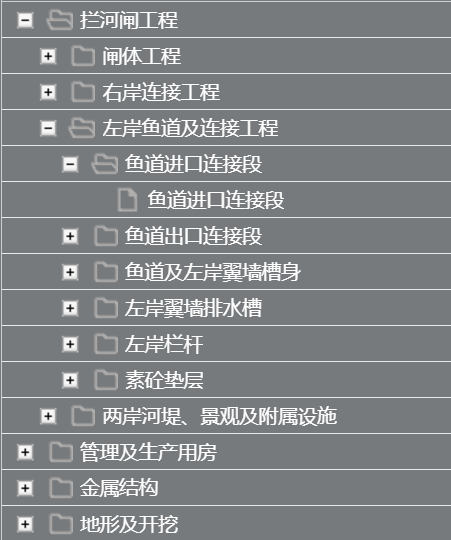 拦河闸工程
闸体工程
右岸连接工程
左岸鱼道及连接工程
鱼道进口连接段
鱼道进口连接段
鱼道出口连接段
鱼道及左岸翼墙槽身
左岸翼墙排水槽
左岸栏杆
素砼垫层
两岸河堤、景观及附属设施
管理及生产用房
金属结构
地形及开挖